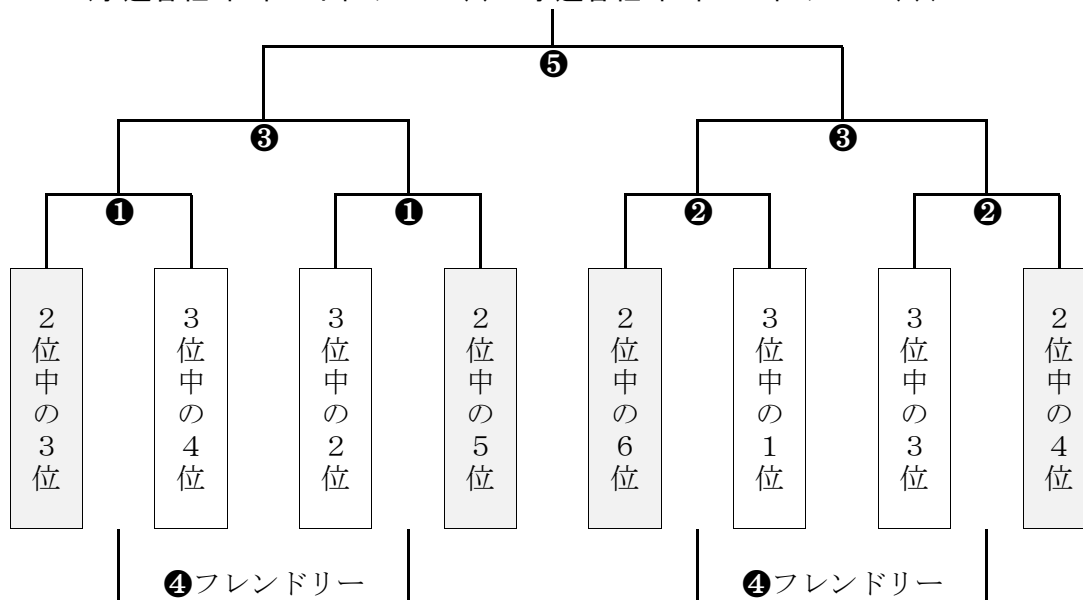 ❺
❸
❸
❶
❶
❷
❷
2位中の3位
3位中の4位
3位中の2位
2位中の5位
2位中の6位
3位中の1位
3位中の3位
2位中の4位
❹フレンドリー
❹フレンドリー